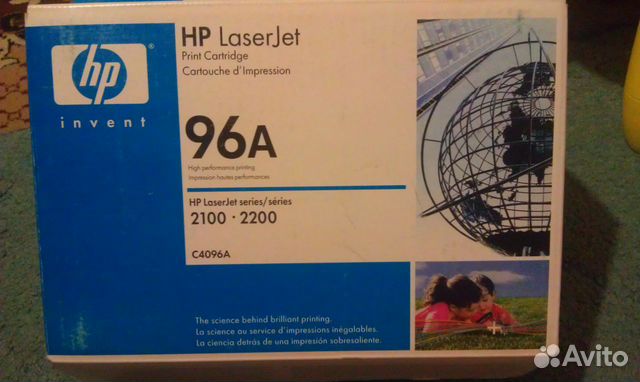 hp
invent
HP LaserJet
Print Cartridge
Cartouche d'Impression
96A
High performance printing
Impression hautes performances
HP LaserJet series/séries
2100 · 2200
C4096A
The science behind brilliant printing.
La science au service d'impressions inégalables.
La ciencia detrás de una impresión sobresaliente.
Avito